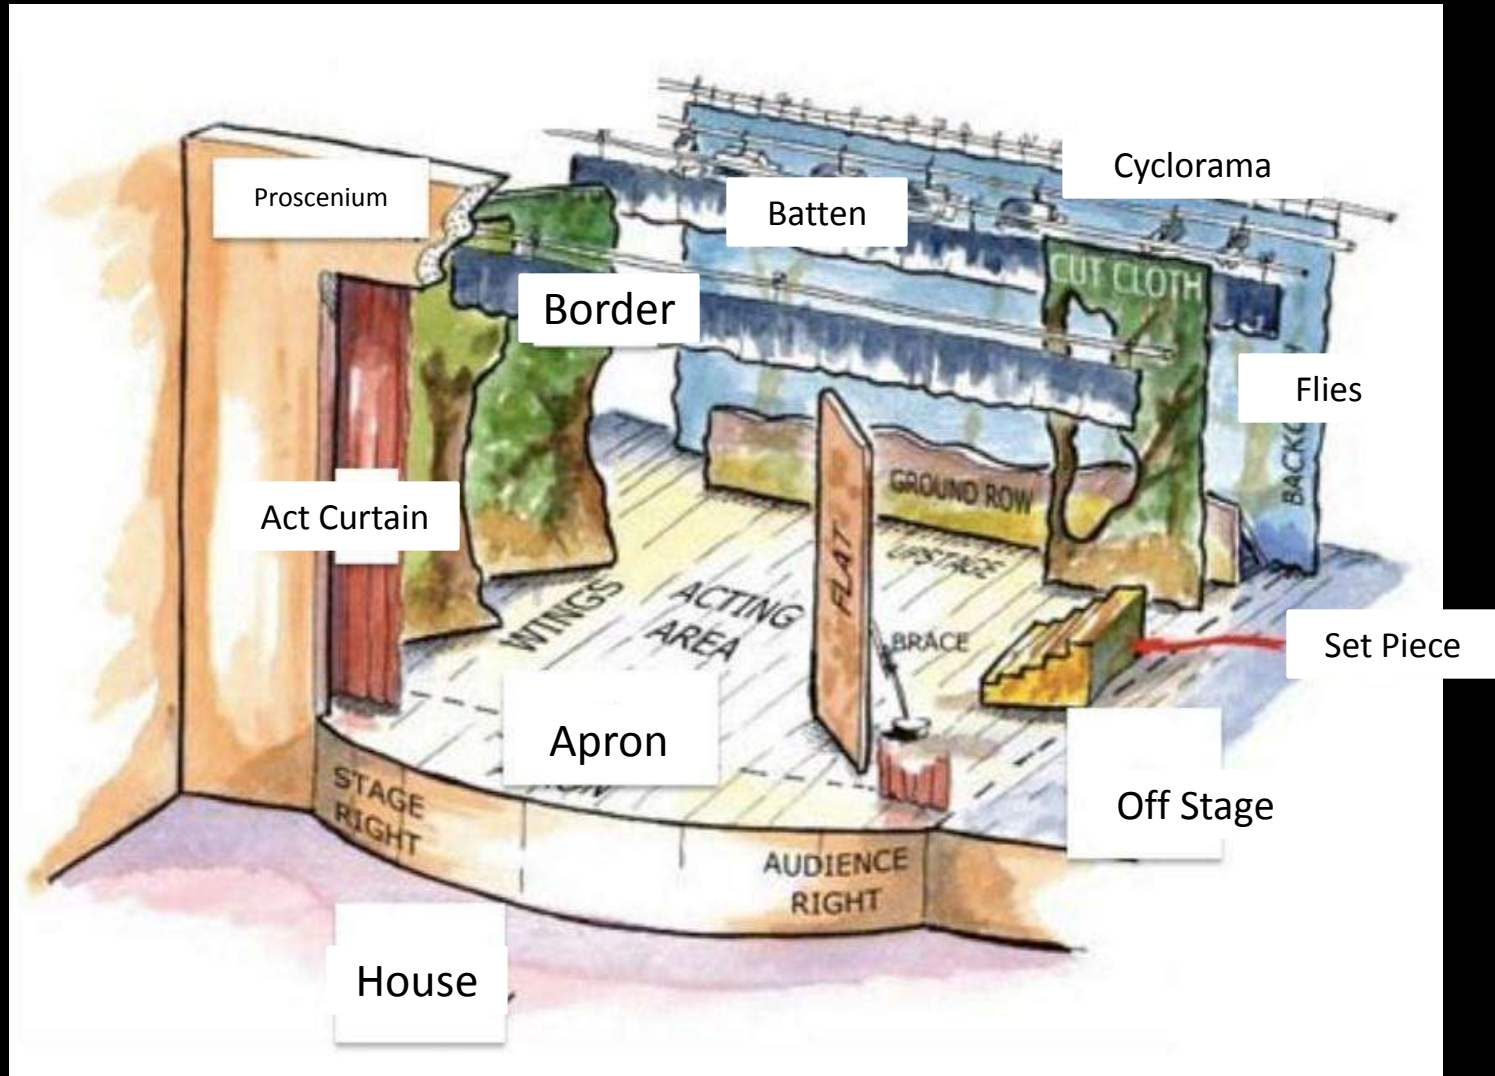 Cyclorama
Proscenium
Batten
CUT CLOTH
Border
Flies
GROUND ROW
Act Curtain
FLAT
UPSTAGE
WINGS
ACTING
AREA
BRACE
Set Piece
Apron
STAGE
RIGHT
Off Stage
AUDIENCE
RIGHT
House